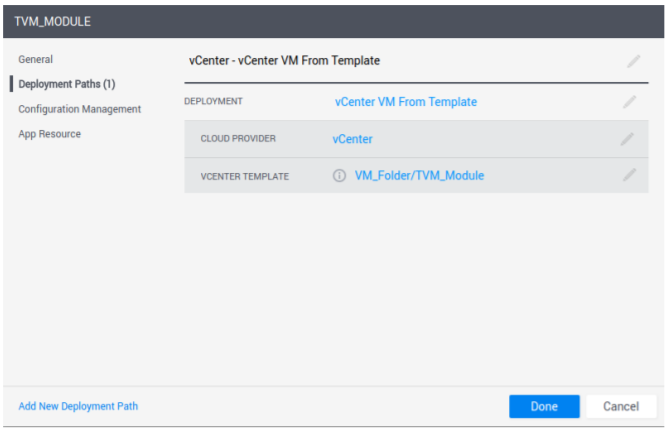 TVM_MODULE
General
Deployment Paths (1)
Configuration Management
App Resource
vCenter - vCenter VM From Template
DEPLOYMENT vCenter VM From Template
CLOUD PROVIDER vCenter
VCENTER TEMPLATE VM_Folder/TVM_Module
Add New Deployment Path
Done Cancel